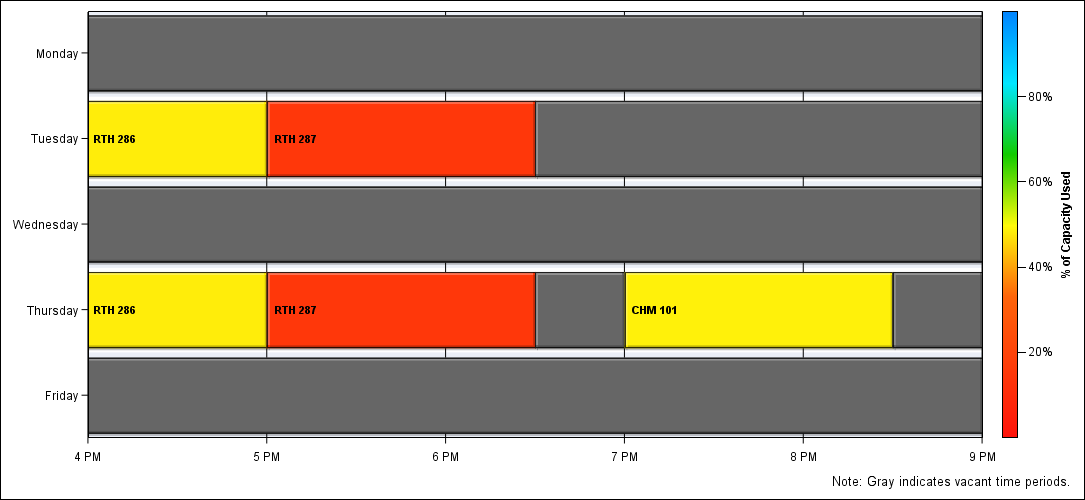 Monday
Tuesday
RTH 286
RTH 287
Wednesday
Thursday
RTH 286
RTH 287
CHM 101
Friday
4 PM
5 PM
6 PM
7 PM
8 PM
9 PM
80%
60%
40%
20%
% of Capacity Used
Note: Gray indicates vacant time periods.